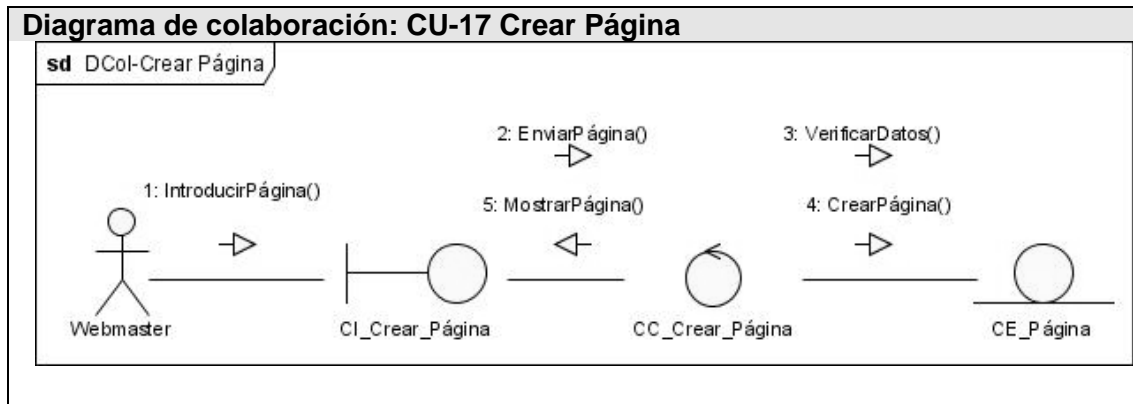 Diagrama de colaboración: CU-17 Crear Página
sd DCol-Crear Página
2: EnviarPágina()
3: VerificarDatos()
1: IntroducirPágina()
5: MostrarPágina()
4: CrearPágina()
Webmaster
CI_Crear_Página
CC_Crear_Página
CE_Página